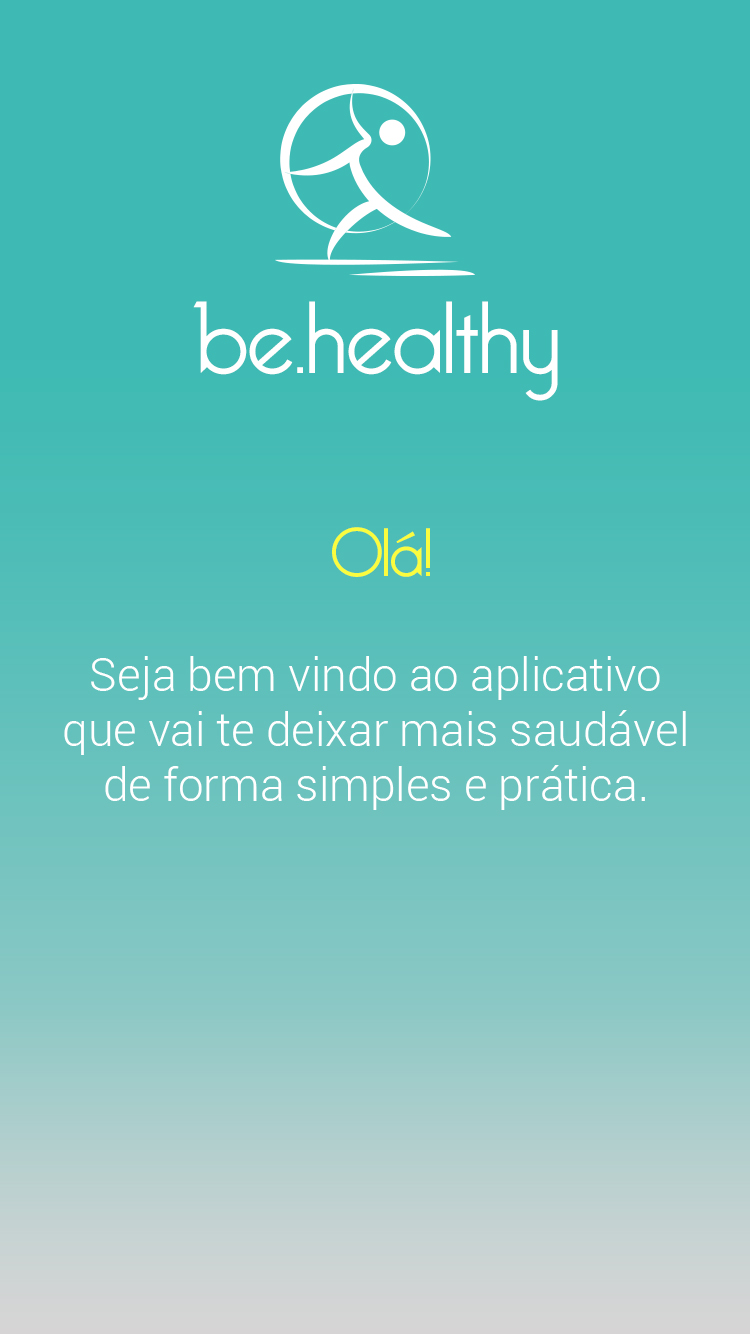 be.healthy
Olá!
Seja bem vindo ao aplicativo
que vai te deixar mais saudável
de forma simples e prática.